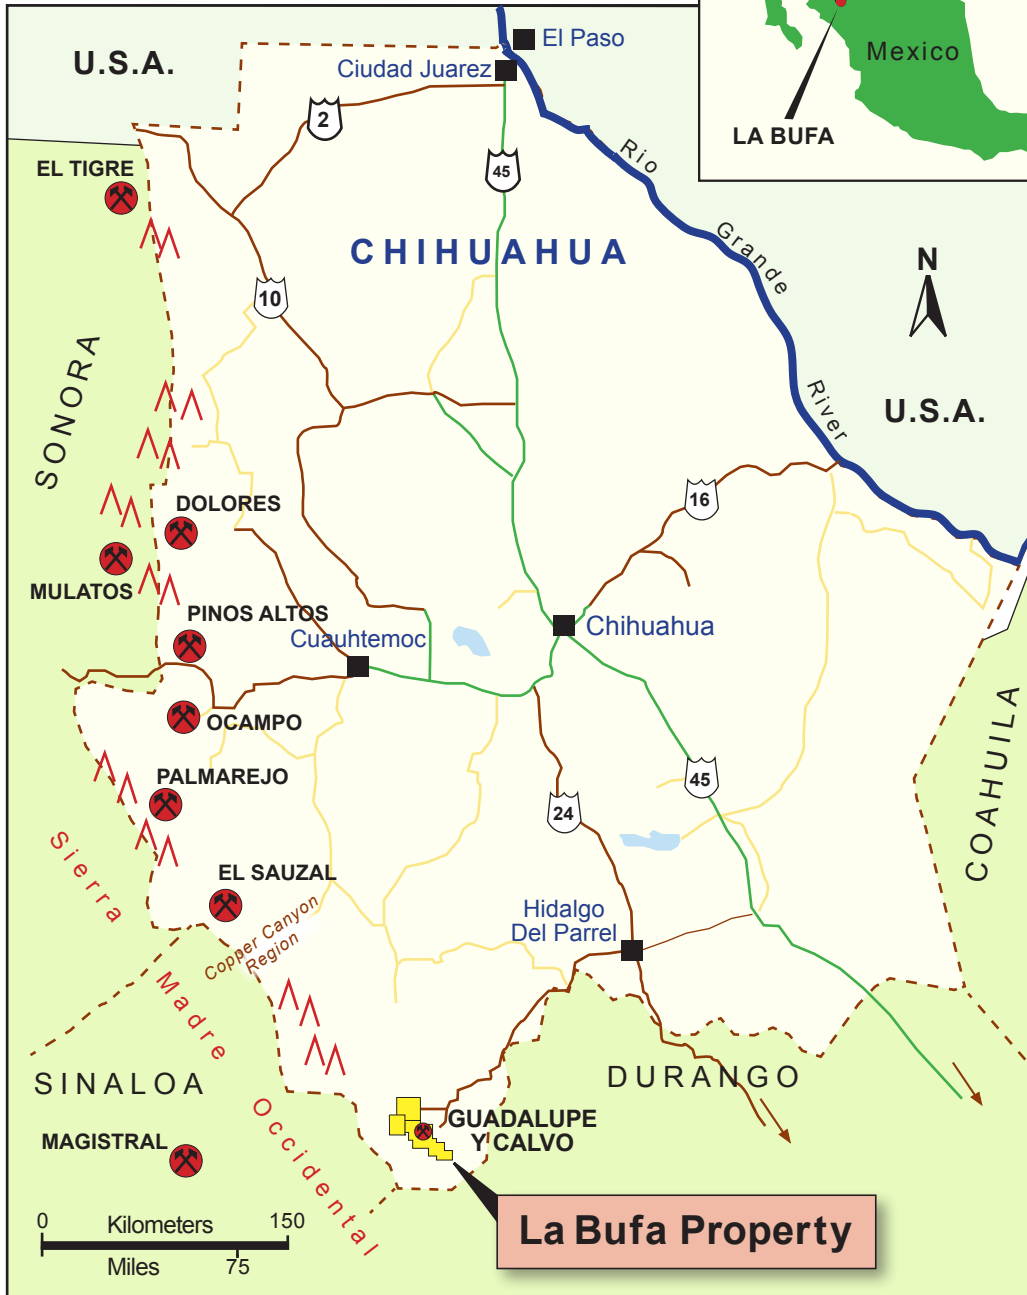 U.S.A.
El Paso
Ciudad Juarez
Mexico
LA BUFA
2
45
Rio
Grande
River
EL TIGRE
CHIHUAHUA
N
10
SONORA
U.S.A.
16
DOLORES
MULATOS
PINOS ALTOS
Cuauhtemoc
Chihuahua
OCAMPO
PALMAREJO
45
24
COAHUILA
Sierra
Madre
Occidental
EL SAUZAL
Copper Canyon
Region
Hidalgo
Del Parrel
SINALOA
DURANGO
GUADALUPE
Y CALVO
MAGISTRAL
La Bufa Property
0 Kilometers 150
Miles 75